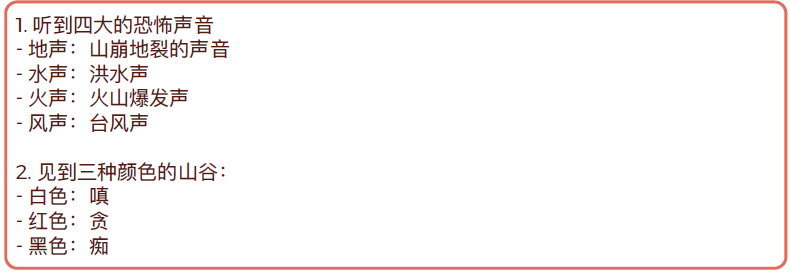 1. 听到四大的恐怖声音
- 地声：山崩地裂的声音
- 水声：洪水声
- 火声：火山爆发声
- 风声：台风声
2. 见到三种颜色的山谷：
- 白色：嗔
- 红色：贪
- 黑色：痴